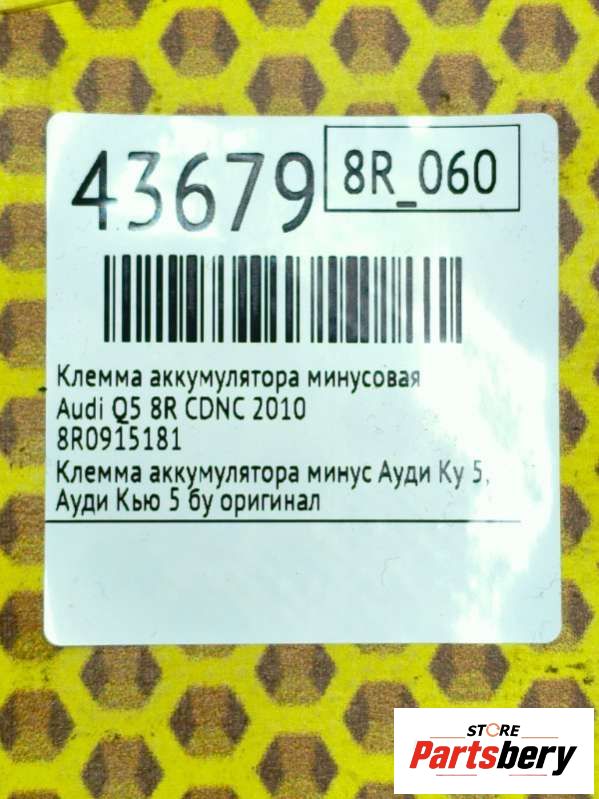 43679
8R_060
Клемма аккумулятора минусовая
Audi Q5 8R CDNC 2010
8R0915181
Клемма аккумулятора минус Ауди Ку 5,
Ауди Кью 5 бу оригинал
STORE
Partsbery